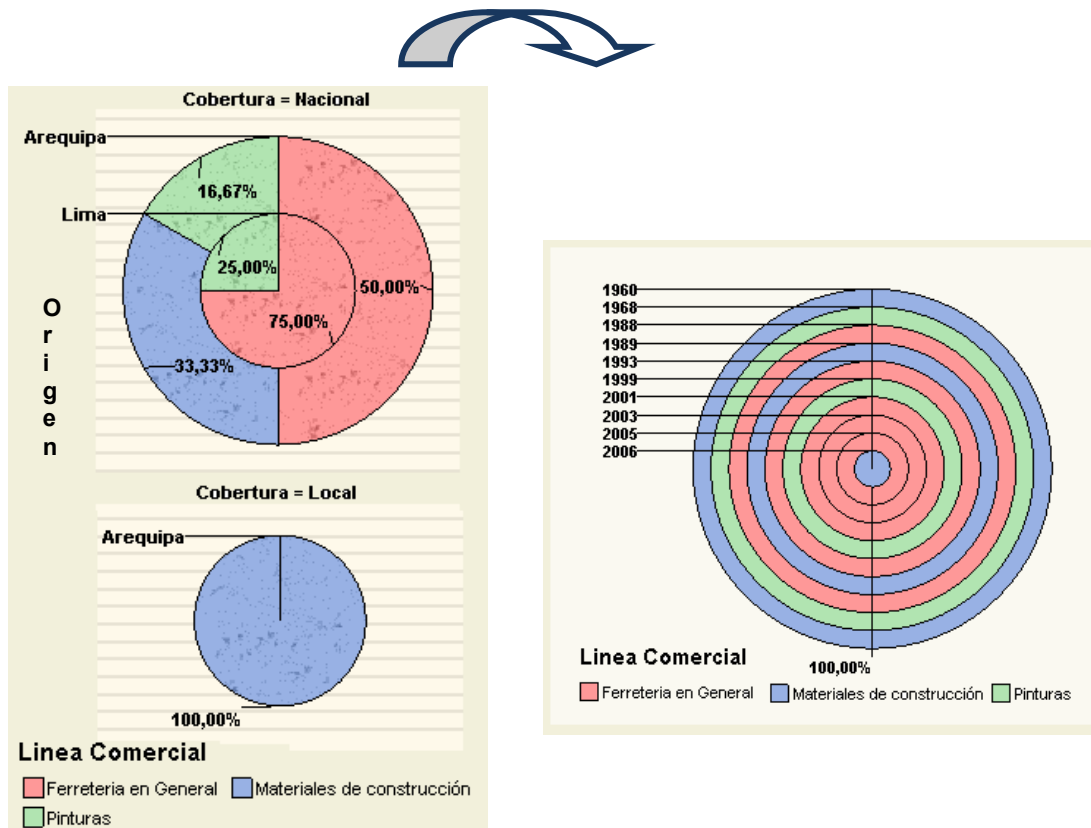 Cobertura = Nacional
Arequipa
16,67%
Lima
25,00%
50,00%
75,00%
33,33%
Origen
Cobertura = Local
Arequipa
100,00%
Linea Comercial
Ferreteria en General
Materiales de construcción
Pinturas
1960
1968
1988
1989
1993
1999
2001
2003
2005
2006
100,00%
Linea Comercial
Ferreteria en General
Materiales de construcción
Pinturas